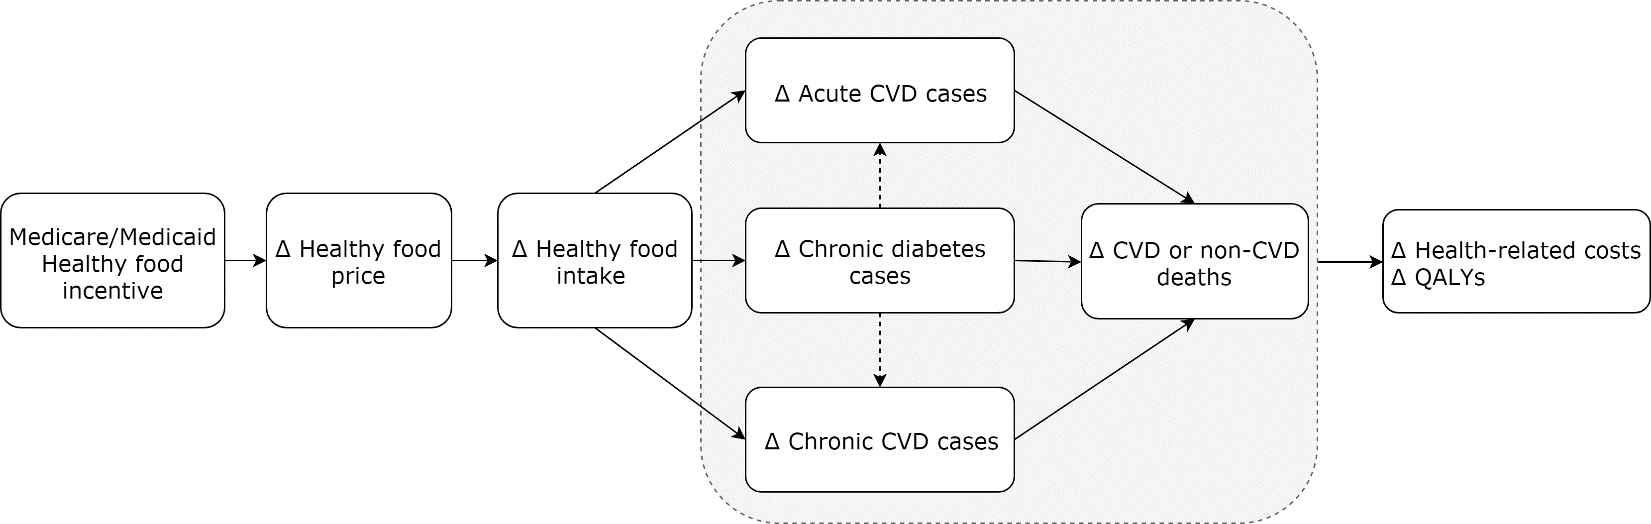 Medicare/Medicaid
Healthy food
incentive
Δ Healthy food
price
Δ Healthy food
intake
Δ Acute CVD cases
Δ Chronic diabetes
cases
Δ Chronic CVD cases
Δ CVD or non-CVD
deaths
Δ Health-related costs
Δ QALYs